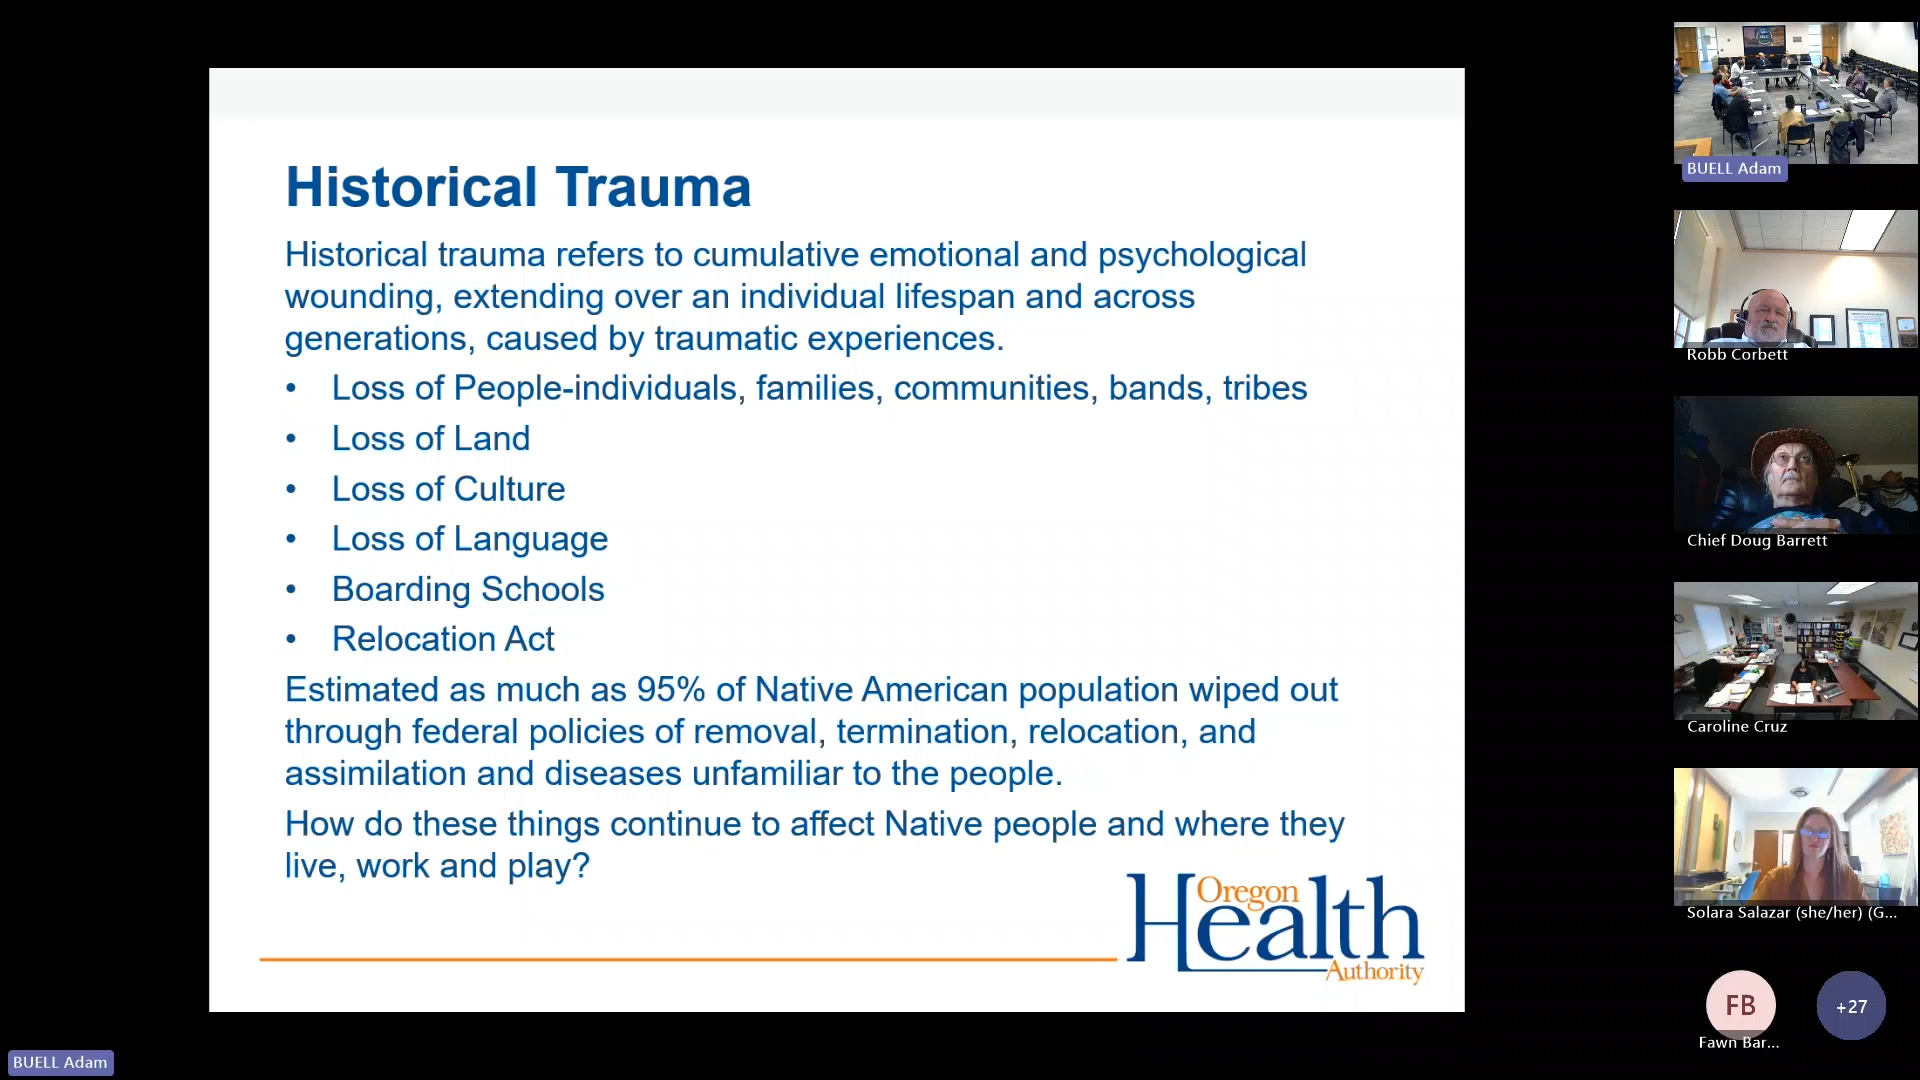 Historical Trauma
Historical trauma refers to cumulative emotional and psychological
wounding, extending over an individual lifespan and across
generations, caused by traumatic experiences.
• Loss of People-individuals, families, communities, bands, tribes
• Loss of Land
• Loss of Culture
• Loss of Language
• Boarding Schools
• Relocation Act
Estimated as much as 95% of Native American population wiped out
through federal policies of removal, termination, relocation, and
assimilation and diseases unfamiliar to the people.
How do these things continue to affect Native people and where they
live, work and play?
Oregon
Health
Authority
BUELL Adam
BUELL Adam
Robb Corbett
Chief Doug Barrett
Caroline Cruz
Solara Salazar (she/her) (G...
FB
+27
Fawn Bar...